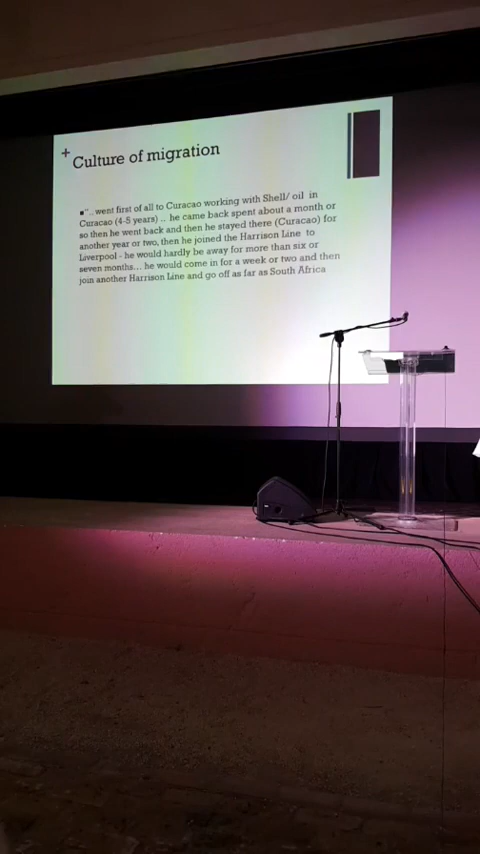 + Culture of migration
■"..went first of all to Curacao working with Shell/ oil in
Curacao (4-5 years) .. he came back spent about a month or
so then he went back and then he stayed there (Curacao) for
another year or two, then he joined the Harrison Line to
Liverpool - he would hardly be away for more than six or
seven months... he would come in for a week or two and then
join another Harrison Line and go off as far as South Africa